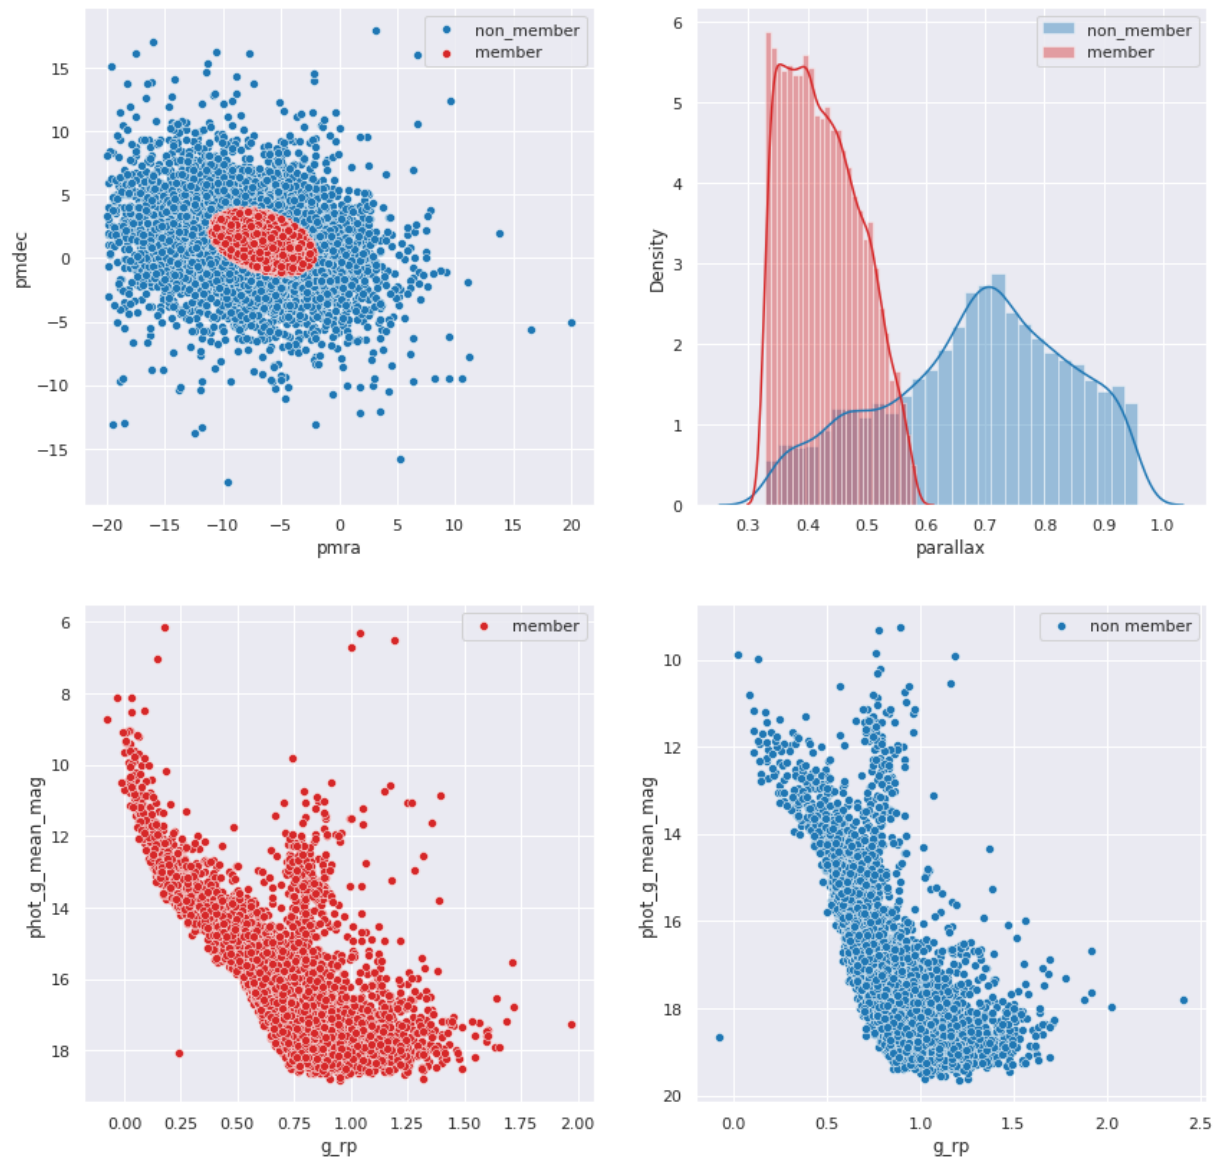 non_member
member
15
10
5
0
−5
−10
−15
pmdec
−20 −15 −10 −5 0 5 10 15 20
pmra
non_member
member
6
5
4
3
2
1
0
Density
0.3 0.4 0.5 0.6 0.7 0.8 0.9 1.0
parallax
member
6
8
10
12
14
16
18
phot_g_mean_mag
0.00 0.25 0.50 0.75 1.00 1.25 1.50 1.75 2.00
g_rp
non member
10
12
14
16
18
20
phot_g_mean_mag
0.0 0.5 1.0 1.5 2.0 2.5
g_rp